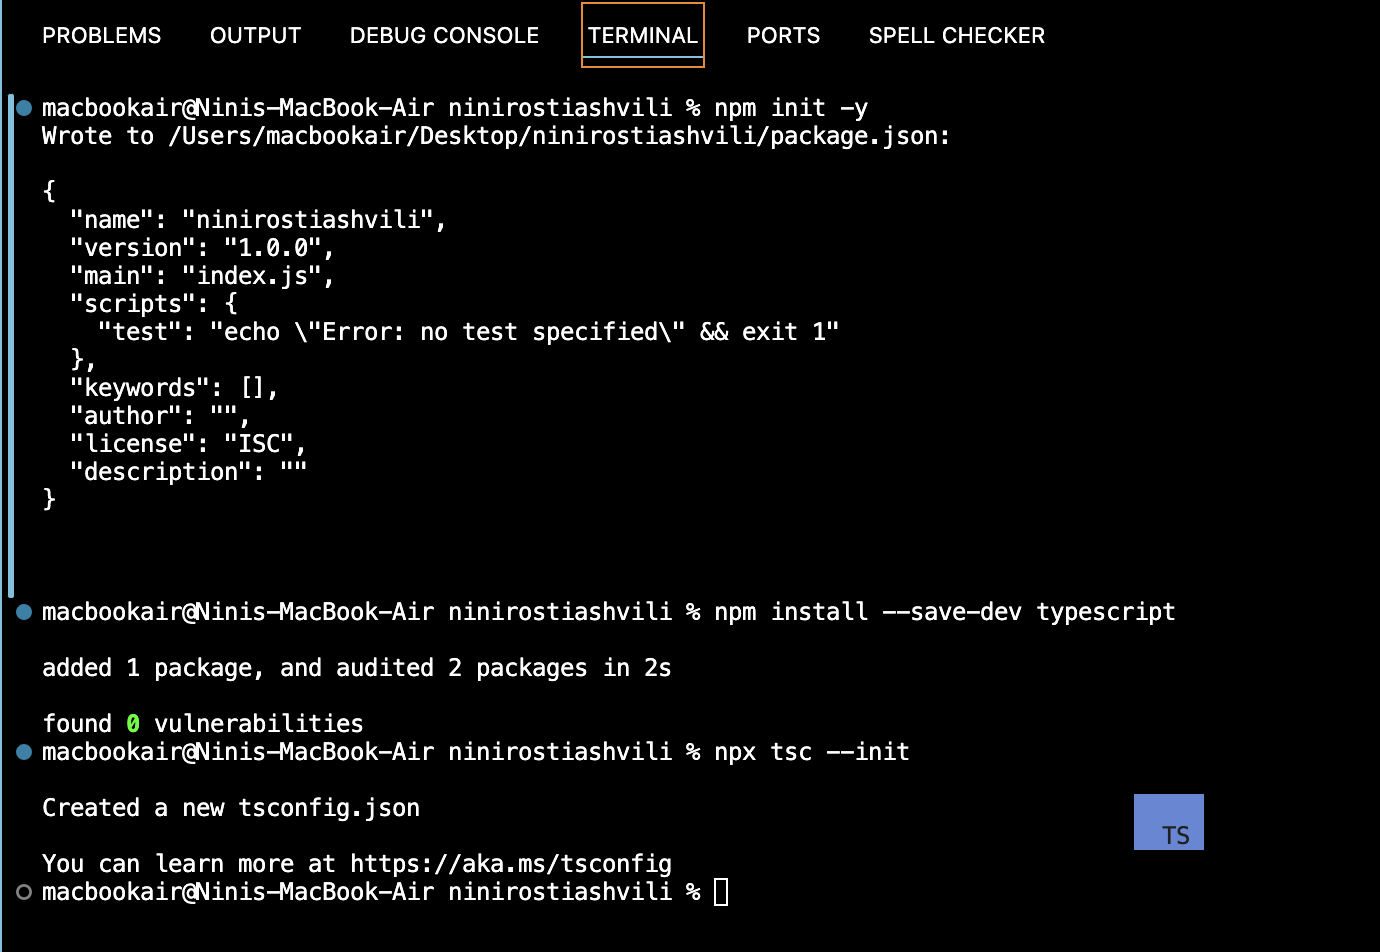 PROBLEMS OUTPUT DEBUG CONSOLE TERMINAL PORTS SPELL CHECKER
macbookair@Ninis-MacBook-Air ninirostiashvili % npm init -y
Wrote to /Users/macbookair/Desktop/ninirostiashvili/package.json:
{
  "name": "ninirostiashvili",
  "version": "1.0.0",
  "main": "index.js",
  "scripts": {
    "test": "echo \"Error: no test specified\" && exit 1"
  },
  "keywords": [],
  "author": "",
  "license": "ISC",
  "description": ""
}
macbookair@Ninis-MacBook-Air ninirostiashvili % npm install --save-dev typescript
added 1 package, and audited 2 packages in 2s
found 0 vulnerabilities
macbookair@Ninis-MacBook-Air ninirostiashvili % npx tsc --init
Created a new tsconfig.json
TS
You can learn more at https://aka.ms/tsconfig
macbookair@Ninis-MacBook-Air ninirostiashvili %